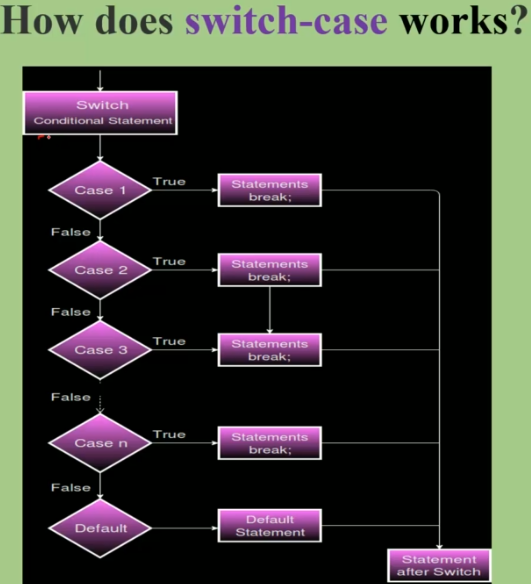 How does switch-case works?
Switch
Conditional Statement
Case 1
True
Statements
break;
False
Case 2
True
Statements
break;
False
Case 3
True
Statements
break;
False
Case n
True
Statements
break;
False
Default
Default
Statement
Statement
after Switch